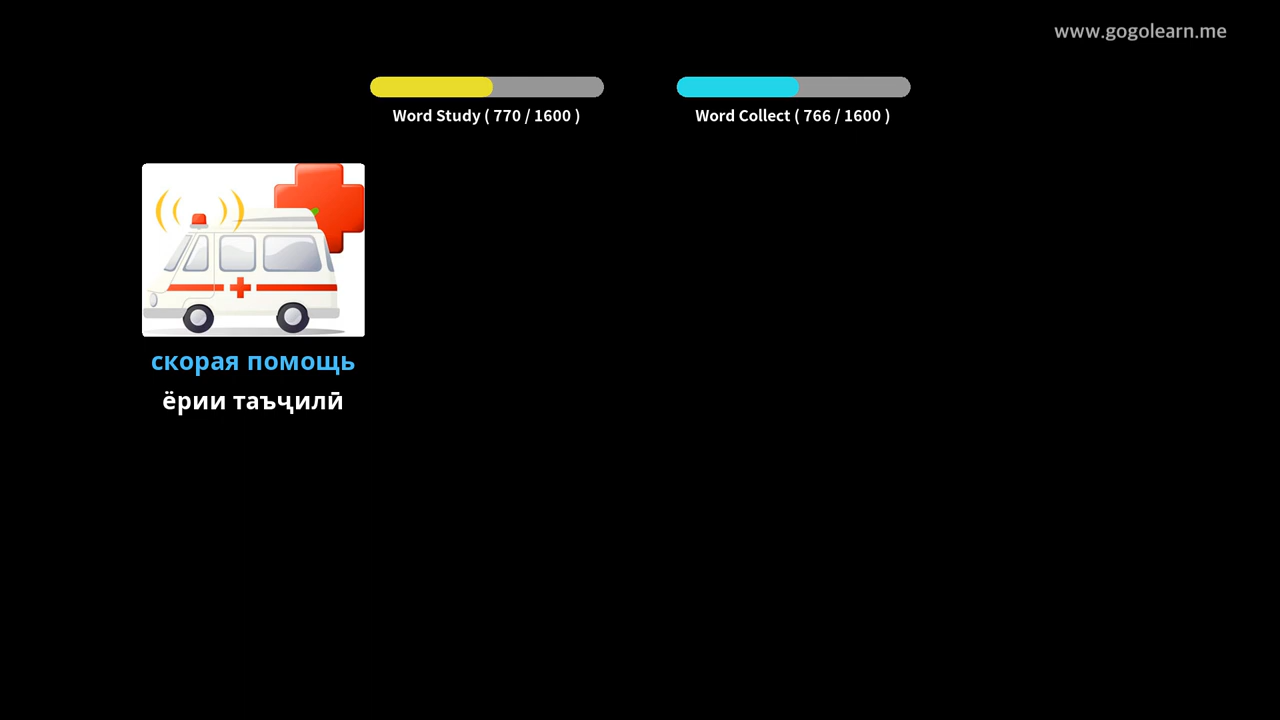 www.gogolearn.me
Word Study ( 770 / 1600 )
Word Collect ( 766 / 1600 )
скорая помощь
ёрии таъҷилӣ